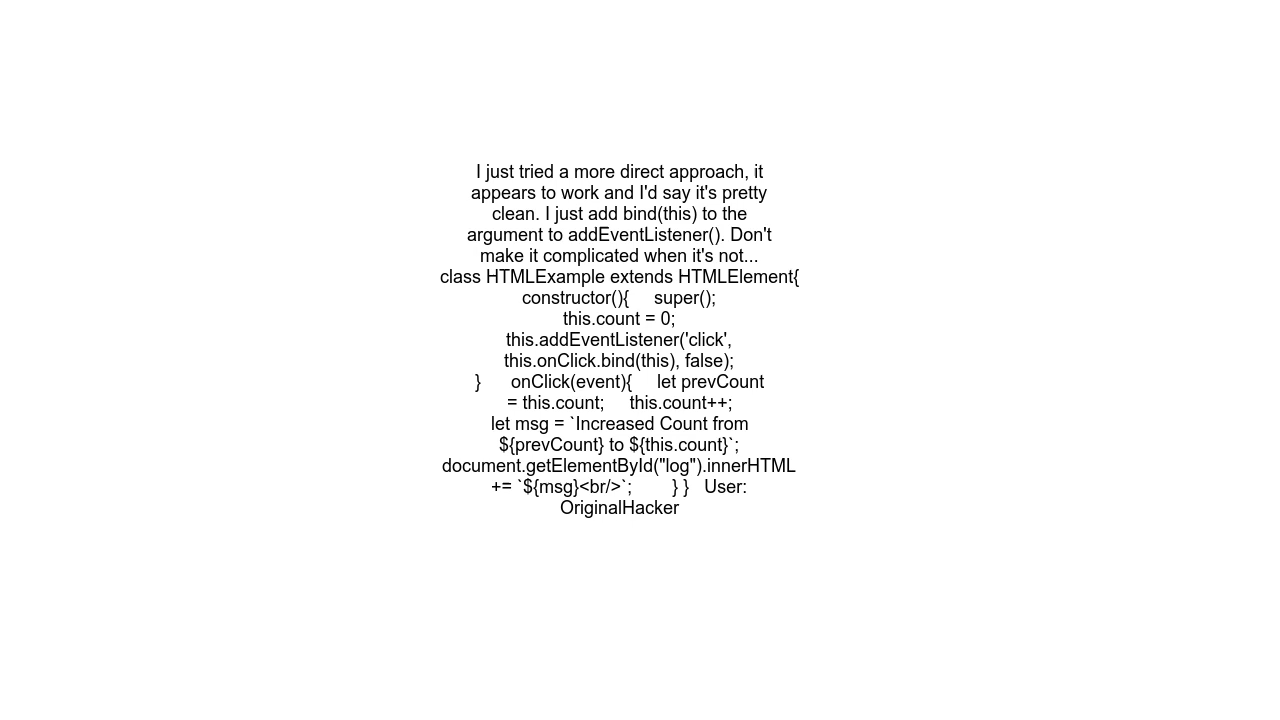 I just tried a more direct approach, it
appears to work and I'd say it's pretty
clean. I just add bind(this) to the
argument to addEventListener(). Don't
make it complicated when it's not...
class HTMLExample extends HTMLElement{
constructor(){     super();
this.count = 0;
this.addEventListener('click',
this.onClick.bind(this), false);
}      onClick(event){     let prevCount
= this.count;     this.count++;
let msg = `Increased Count from
${prevCount} to ${this.count}`;
document.getElementById("log").innerHTML
+= `${msg}<br/>`;        } }   User:
OriginalHacker